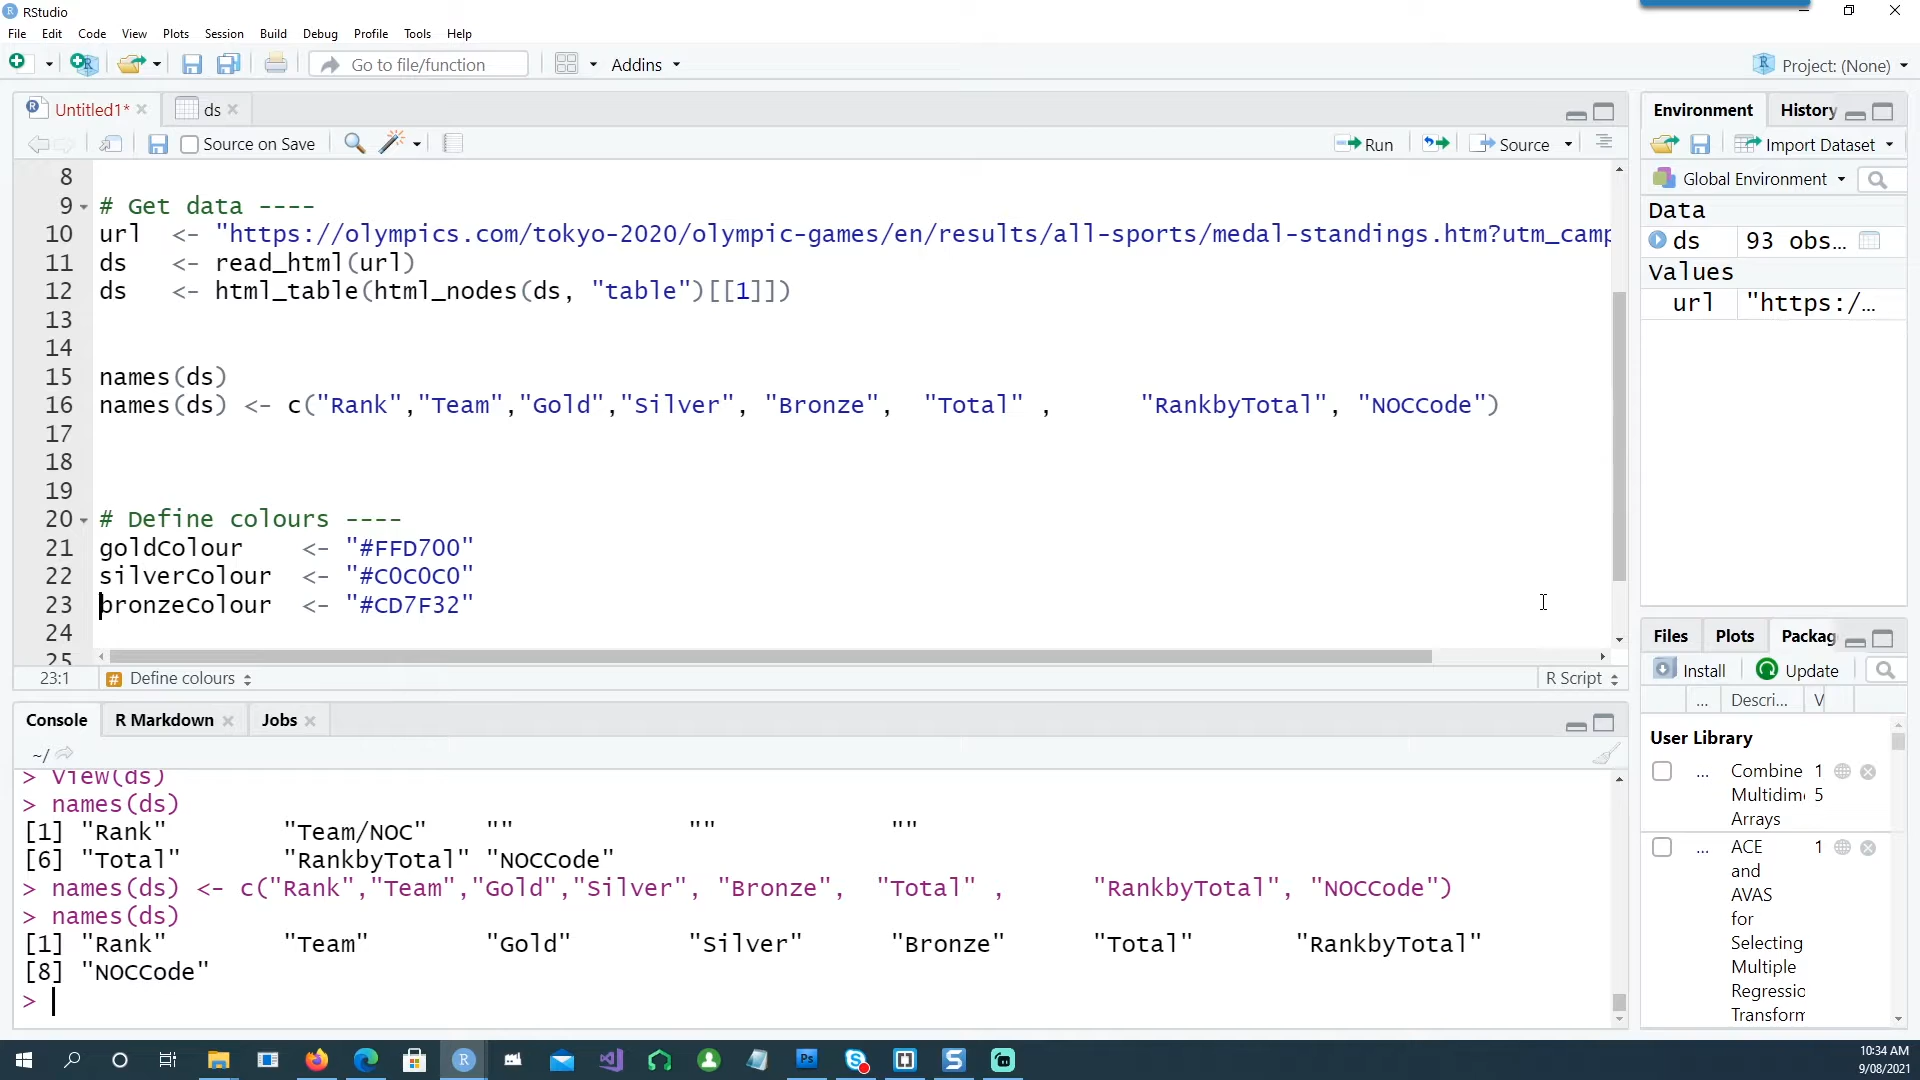 RStudio
File Edit Code View Plots Session Build Debug Profile Tools Help
Go to file/function Addins Project: (None)
Untitled1* ds
Source on Save Run Source
8
9 # Get data ----
10 url <- "https://olympics.com/tokyo-2020/olympic-games/en/results/all-sports/medal-standings.htm?utm_camp
11 ds <- read_html(url)
12 ds <- html_table(html_nodes(ds, "table")[[1]])
13
14
15 names(ds)
16 names(ds) <- c("Rank","Team","Gold","Silver", "Bronze", "Total" , "RankbyTotal", "NOCCode")
17
18
19
20 # Define colours ----
21 goldColour <- "#FFD700"
22 silverColour <- "#C0C0C0"
23 bronzeColour <- "#CD7F32"
24
25
23:1 # Define colours R Script
Console R Markdown Jobs
~/
> View(ds)
> names(ds)
[1] "Rank" "Team/NOC" "" "" ""
[6] "Total" "RankbyTotal" "NOCCode"
> names(ds) <- c("Rank","Team","Gold","Silver", "Bronze", "Total" , "RankbyTotal", "NOCCode")
> names(ds)
[1] "Rank" "Team" "Gold" "Silver" "Bronze" "Total" "RankbyTotal"
[8] "NOCCode"
>
Environment History
Import Dataset
Global Environment
Data
ds 93 obs...
Values
url "https:/...
Files Plots Packag
Install Update
... Descri... V
User Library
... Combine 1
Multidim 5
Arrays
... ACE 1
and
AVAS
for
Selecting
Multiple
Regressio
Transform
10:34 AM
9/08/2021